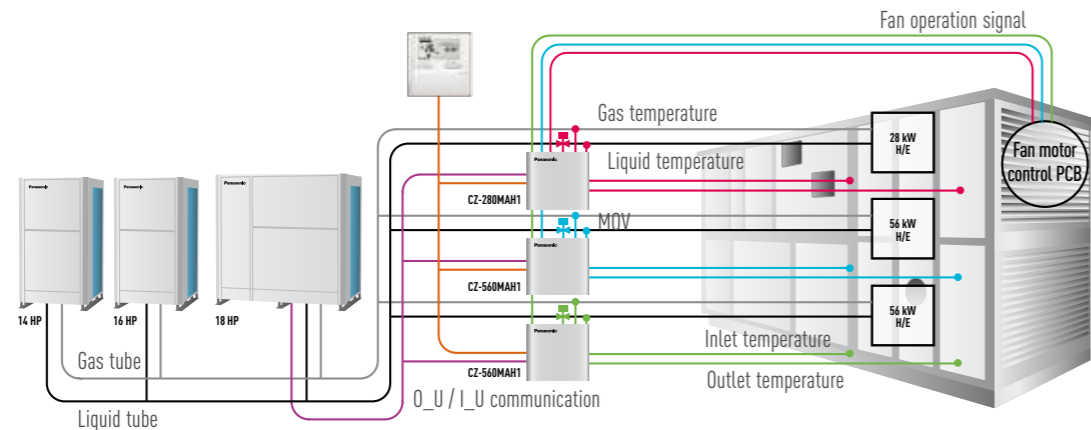 Fan operation signal
Gas temperature
28 kW
H/E
Fan motor
control PCB
Liquid temperature
Panasonic
Panasonic
Panasonic
Panasonic
CZ-280MAH1
MOV
56 kW
H/E
Panasonic
CZ-560MAH1
14 HP
16 HP
18 HP
56 kW
H/E
Panasonic
Inlet temperature
Gas tube
CZ-560MAH1
Outlet temperature
O_U / I_U communication
Liquid tube